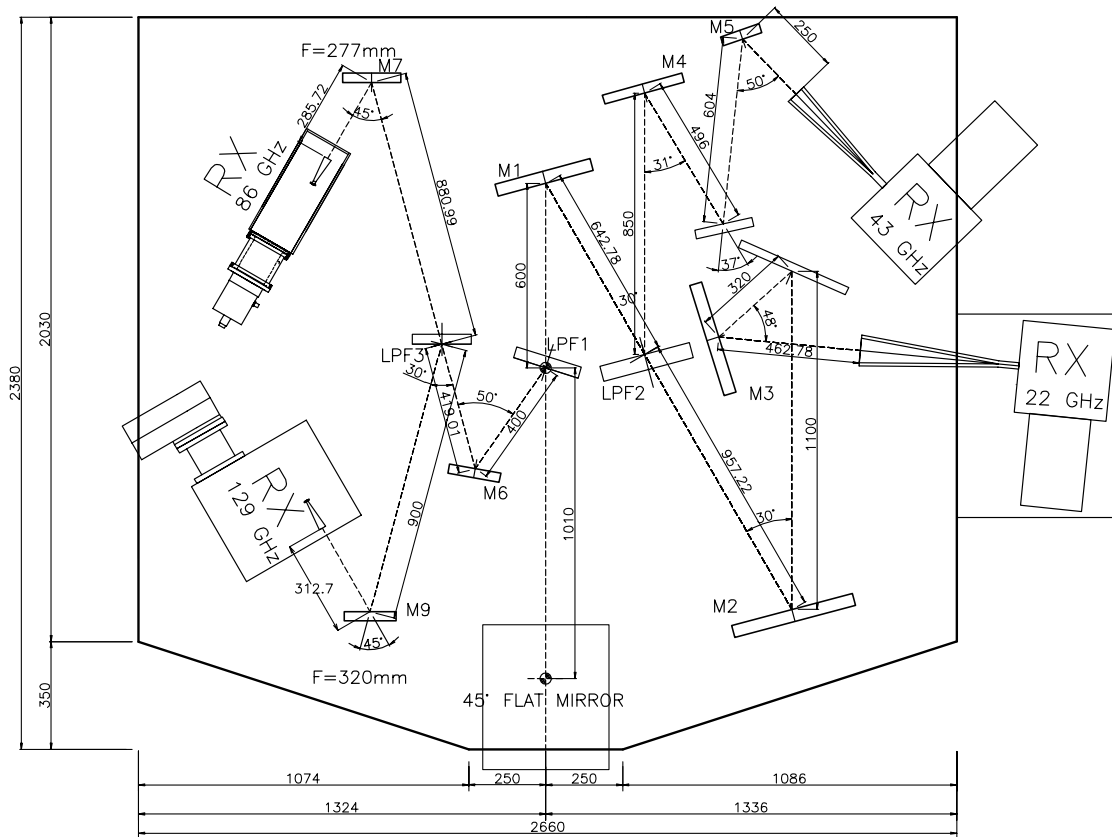 M5
250
F=277mm
M7
M4
50°
285.72
45°
604
496
RX
86 GHz
M1
31°
RX
43 GHz
880.99
850
642.78
600
37°
320
30°
48°
2030
LPF1
462.78
LPF3
RX
22 GHz
30°
LPF2
M3
2380
50°
419.01
400
1100
957.22
M6
RX
129 GHz
900
30°
1010
312.7
M9
M2
45°
F=320mm
350
45° FLAT MIRROR
1074
250
250
1086
1324
1336
2660